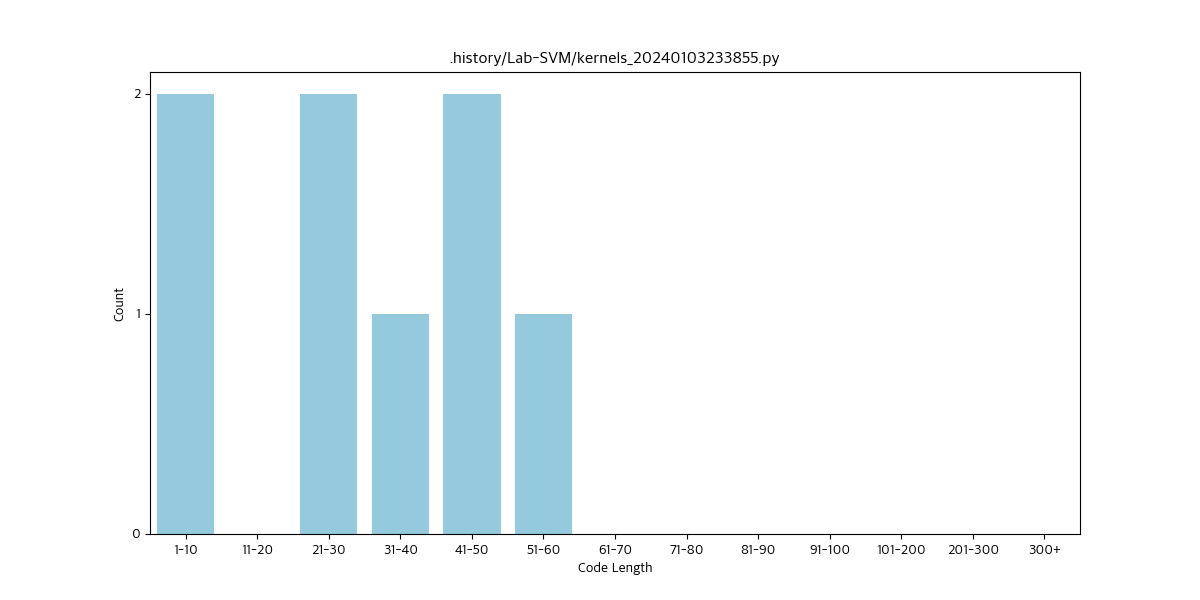 .history/Lab-SVM/kernels_20240103233855.py
2
1
0
Count
1-10 11-20 21-30 31-40 41-50 51-60 61-70 71-80 81-90 91-100 101-200 201-300 300+
Code Length